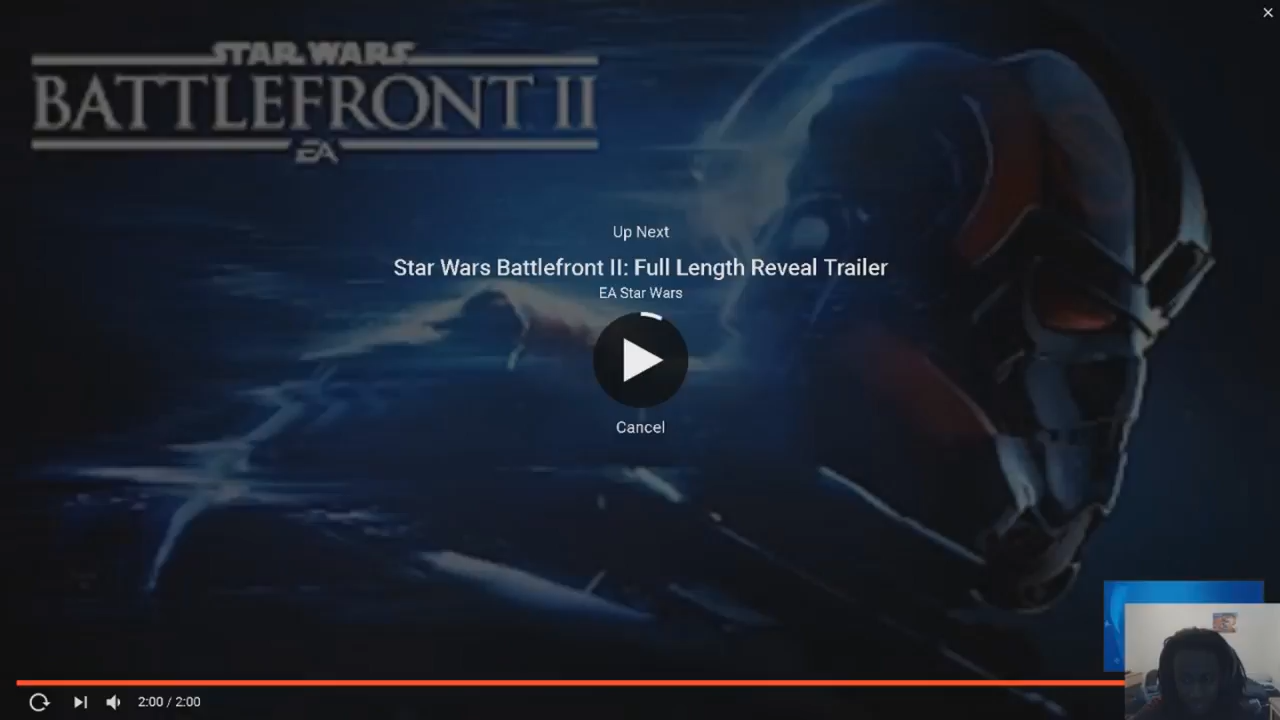 STAR WARS
BATTLEFRONT II
EA
Up Next
Star Wars Battlefront II: Full Length Reveal Trailer
EA Star Wars
Cancel
2:00 / 2:00